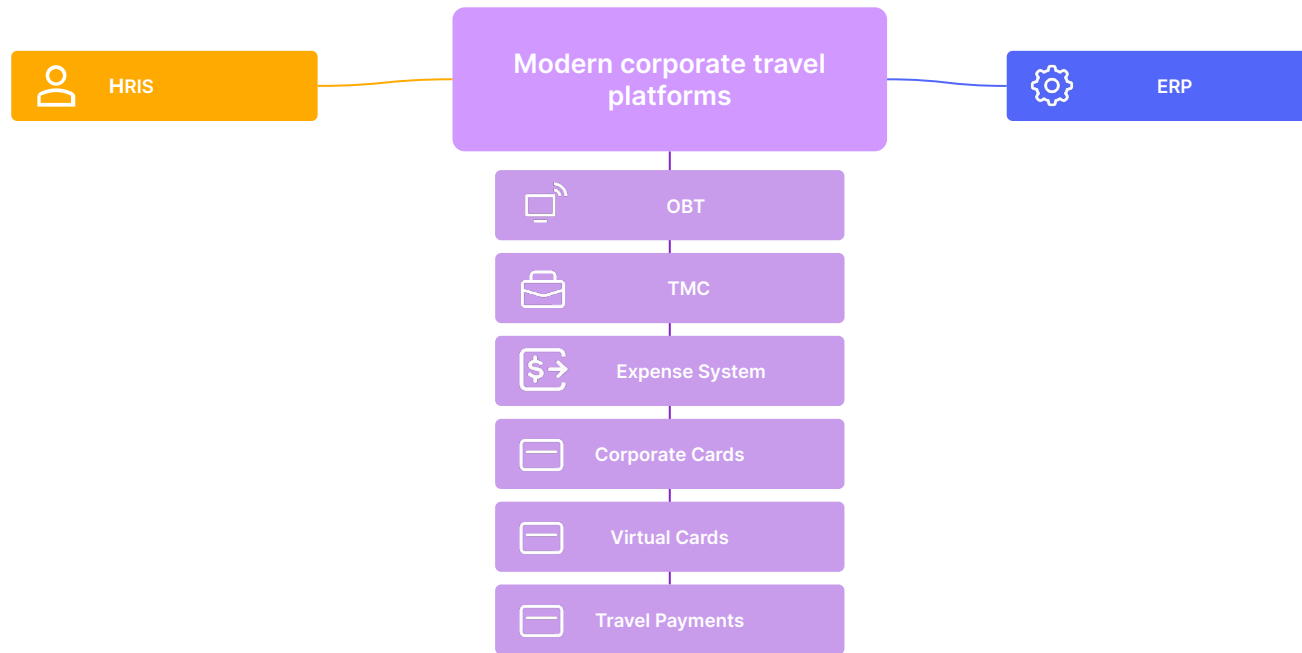 Modern corporate travel
platforms
HRIS
ERP
OBT
TMC
$
Expense System
Corporate Cards
Virtual Cards
Travel Payments